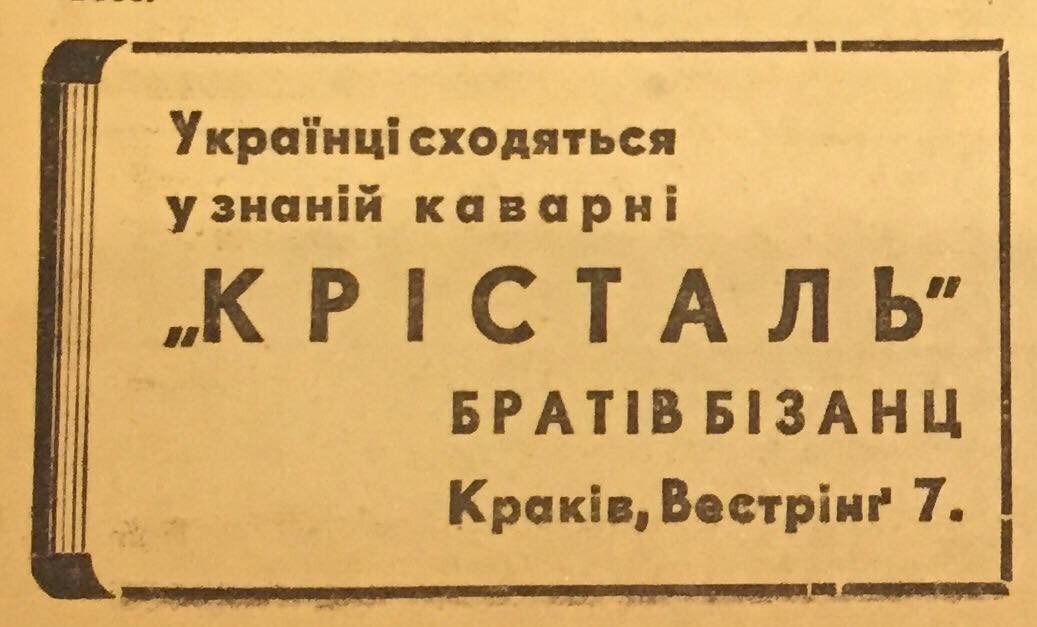 Українці сходяться
у знаній каварні
„КРІСТАЛЬ“
БРАТІВ БІЗАНЦ
Краків, Вестрінґ 7.